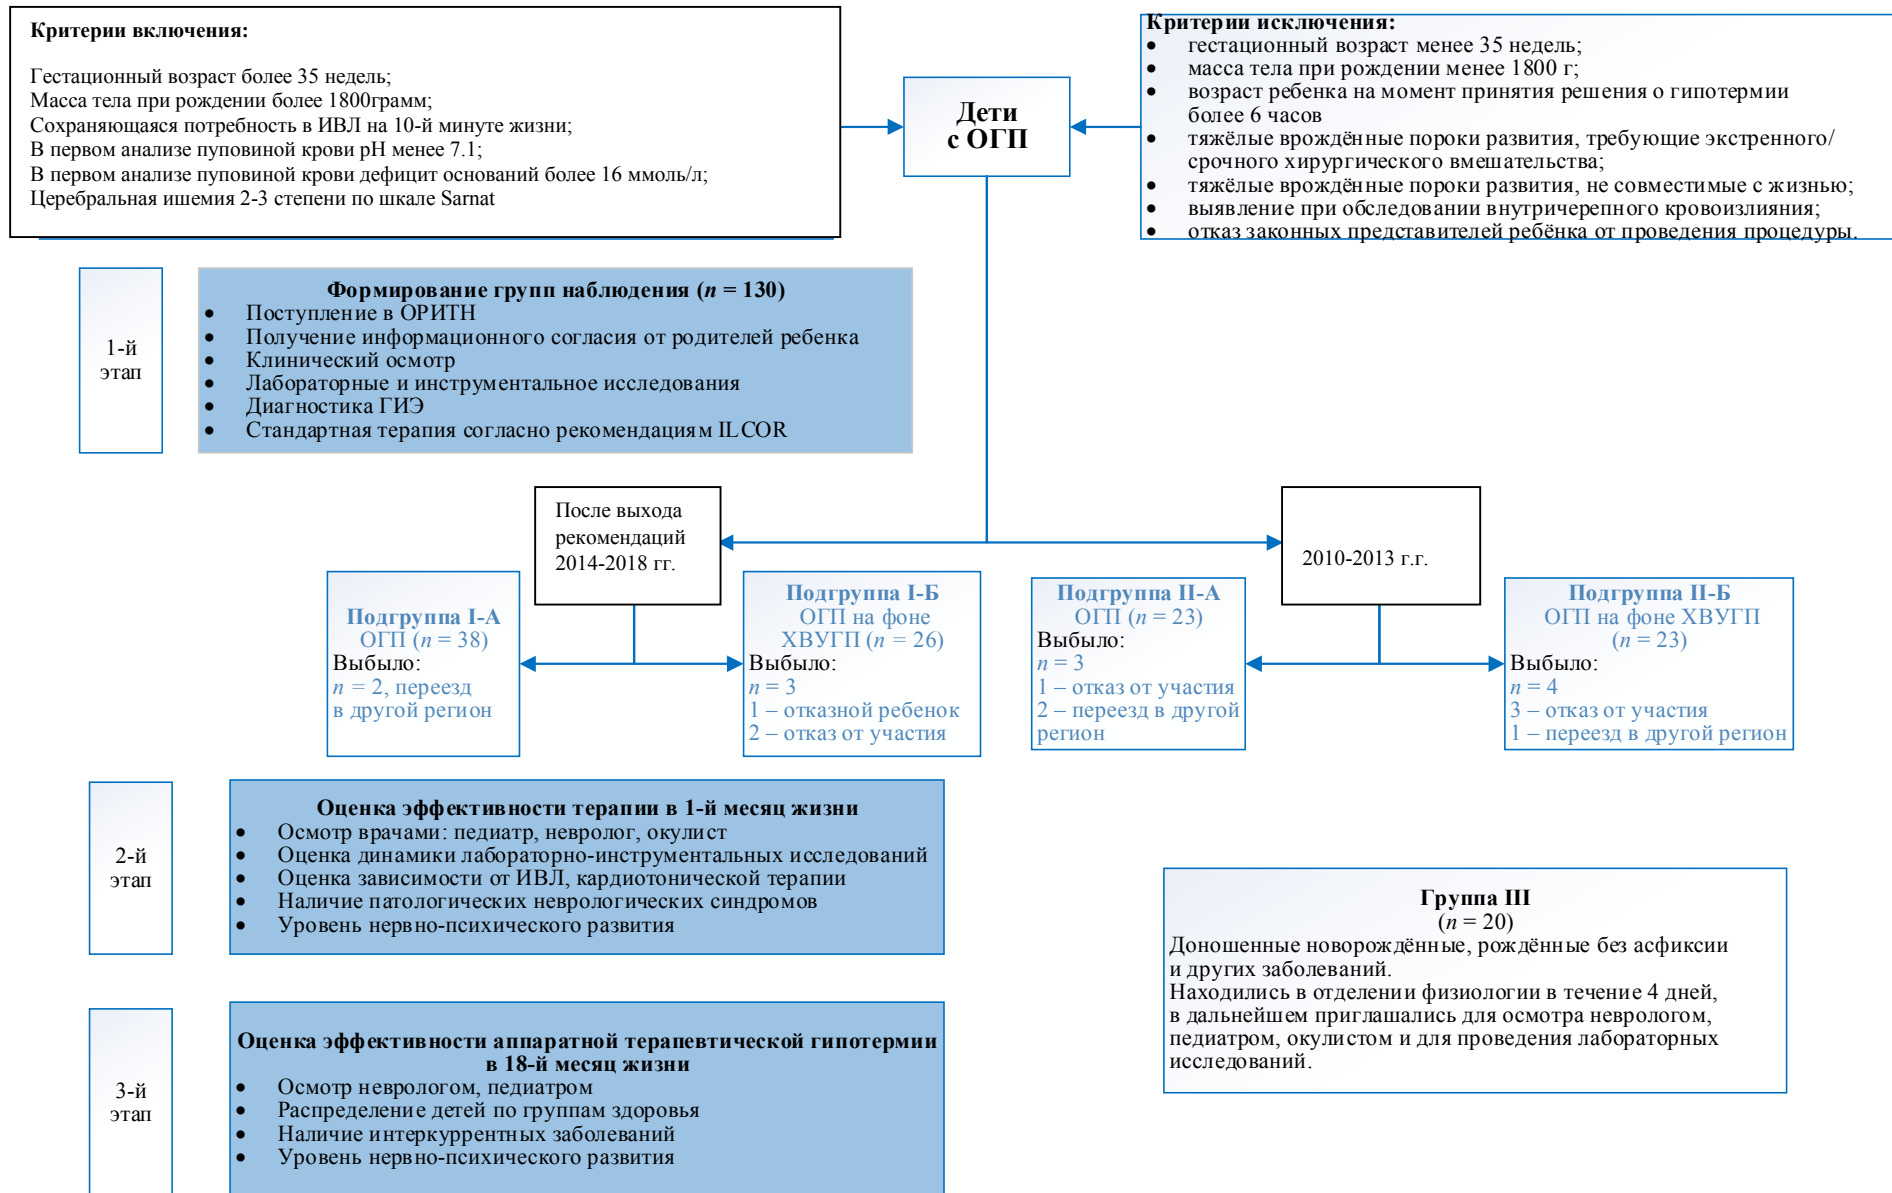 Критерии включения:
Гестационный возраст более 35 недель;
Масса тела при рождении более 1800грамм;
Сохраняющаяся потребность в ИВЛ на 10-й минуте жизни;
В первом анализе пуповиной крови рН менее 7.1;
В первом анализе пуповиной крови дефицит оснований более 16 ммоль/л;
Церебральная ишемия 2-3 степени по шкале Sarnat
Дети
с ОГП
Критерии исключения:
• гестационный возраст менее 35 недель;
• масса тела при рождении менее 1800 г;
• возраст ребенка на момент принятия решения о гипотермии
более 6 часов
• тяжёлые врождённые пороки развития, требующие экстренного/
срочного хирургического вмешательства;
• тяжёлые врождённые пороки развития, не совместимые с жизнью;
• выявление при обследовании внутричерепного кровоизлияния;
• отказ законных представителей ребёнка от проведения процедуры.
1-й
этап
Формирование групп наблюдения (n = 130)
• Поступление в ОРИТН
• Получение информационного согласия от родителей ребенка
• Клинический осмотр
• Лабораторные и инструментальное исследования
• Диагностика ГИЭ
• Стандартная терапия согласно рекомендациям ILCOR
После выхода
рекомендаций
2014-2018 гг.
2010-2013 г.г.
Подгруппа I-А
ОГП (n = 38)
Выбыло:
n = 2, переезд
в другой регион
Подгруппа I-Б
ОГП на фоне
ХВУГП (n = 26)
Выбыло:
n = 3
1 – отказной ребенок
2 – отказ от участия
Подгруппа II-А
ОГП (n = 23)
Выбыло:
n = 3
1 – отказ от участия
2 – переезд в другой
регион
Подгруппа II-Б
ОГП на фоне ХВУГП
(n = 23)
Выбыло:
n = 4
3 – отказ от участия
1 – переезд в другой регион
2-й
этап
Оценка эффективности терапии в 1-й месяц жизни
• Осмотр врачами: педиатр, невролог, окулист
• Оценка динамики лабораторно-инструментальных исследований
• Оценка зависимости от ИВЛ, кардиотонической терапии
• Наличие патологических неврологических синдромов
• Уровень нервно-психического развития
Группа III
(n = 20)
Доношенные новорождённые, рождённые без асфиксии
и других заболеваний.
Находились в отделении физиологии в течение 4 дней,
в дальнейшем приглашались для осмотра неврологом,
педиатром, окулистом и для проведения лабораторных
исследований.
3-й
этап
Оценка эффективности аппаратной терапевтической гипотермии
в 18-й месяц жизни
• Осмотр неврологом, педиатром
• Распределение детей по группам здоровья
• Наличие интеркуррентных заболеваний
• Уровень нервно-психического развития